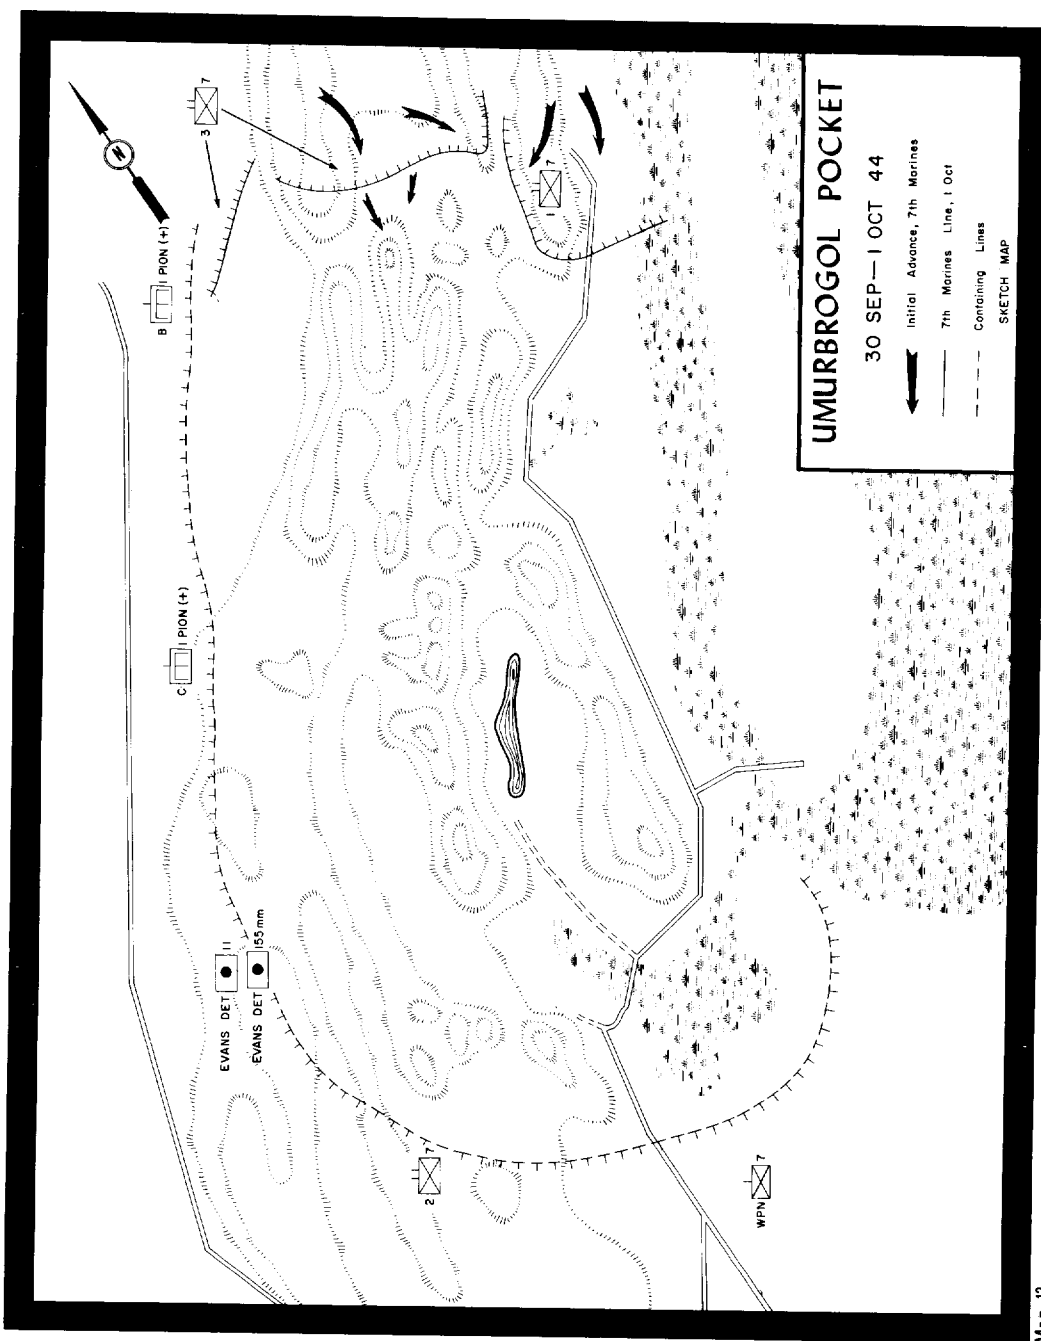 UMURBROGOL POCKET
30 SEP—1 OCT 44
Initial Advance, 7th Marines
7th Marines Line, 1 Oct
Containing Lines
SKETCH MAP
N
3 7
1 7
B 1 PION (+)
C 1 PION (+)
EVANS DET 11
EVANS DET 155mm
2 7
WPN 7